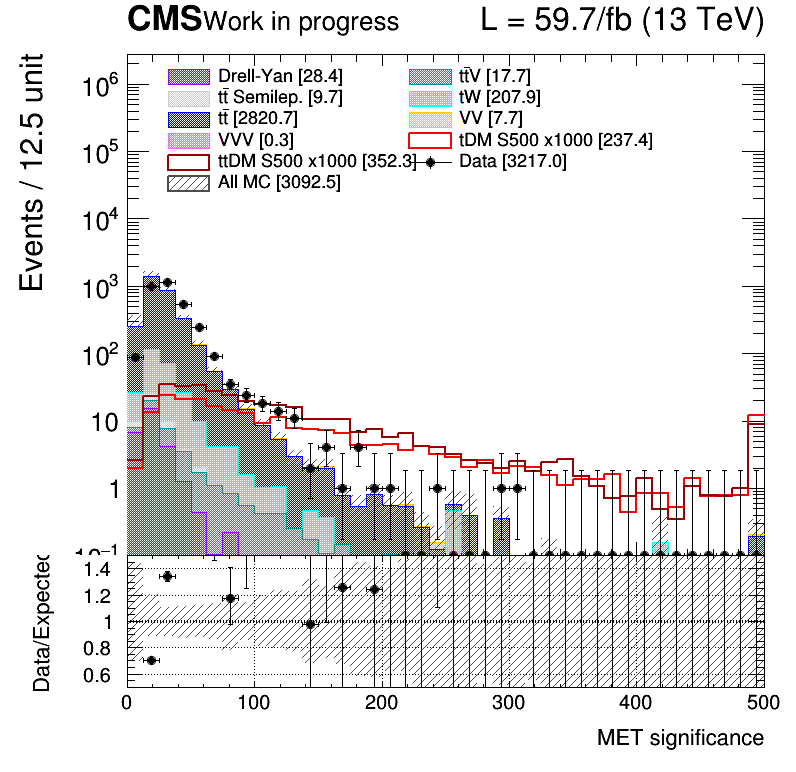 CMS Work in progress L = 59.7/fb (13 TeV)
Events / 12.5 unit
10⁶
10⁵
10⁴
10³
10²
10
1
10⁻¹
Drell-Yan [28.4] tt̄V [17.7]
tt̄ Semilep. [9.7] tW [207.9]
tt̄ [2820.7] VV [7.7]
VVV [0.3] tDM S500 x1000 [237.4]
ttDM S500 x1000 [352.3] Data [3217.0]
All MC [3092.5]
Data/Expected
1.4
1.2
1
0.8
0.6
0 100 200 300 400 500
MET significance